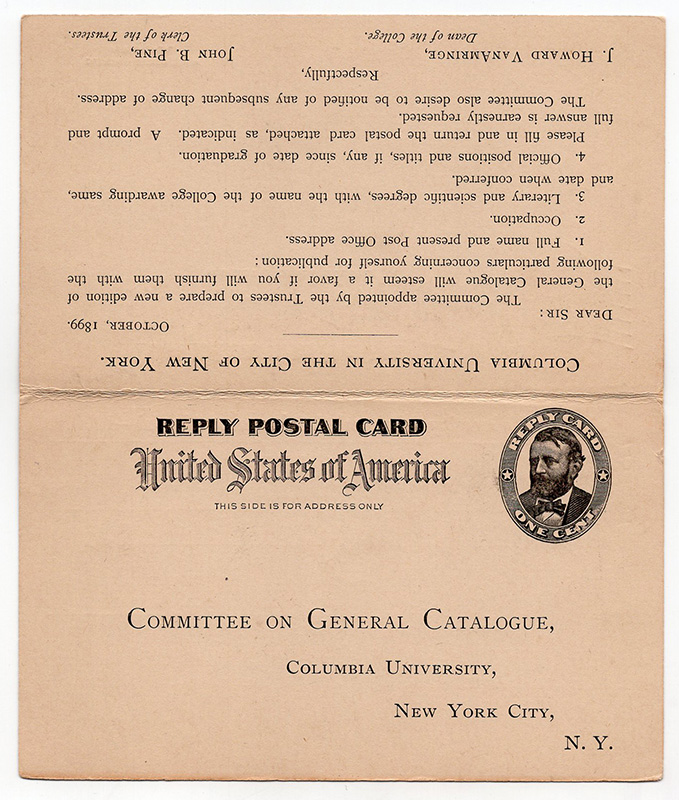 Columbia University in the City of New York.
October, 1899.
Dear Sir:
The Committee appointed by the Trustees to prepare a new edition of
the General Catalogue will esteem it a favor if you will furnish them with the
following particulars concerning yourself for publication:
1. Full name and present Post Office address.
2. Occupation.
3. Literary and scientific degrees, with the name of the College awarding same,
and date when conferred.
4. Official positions and titles, if any, since date of graduation.
Please fill in and return the postal card attached, as indicated. A prompt and
full answer is earnestly requested.
The Committee also desire to be notified of any subsequent change of address.
Respectfully,
J. Howard VanAmringe, John B. Pine,
Dean of the College. Clerk of the Trustees.
REPLY POSTAL CARD
United States of America
THIS SIDE IS FOR ADDRESS ONLY
REPLY CARD
ONE CENT
Committee on General Catalogue,
Columbia University,
New York City,
N. Y.